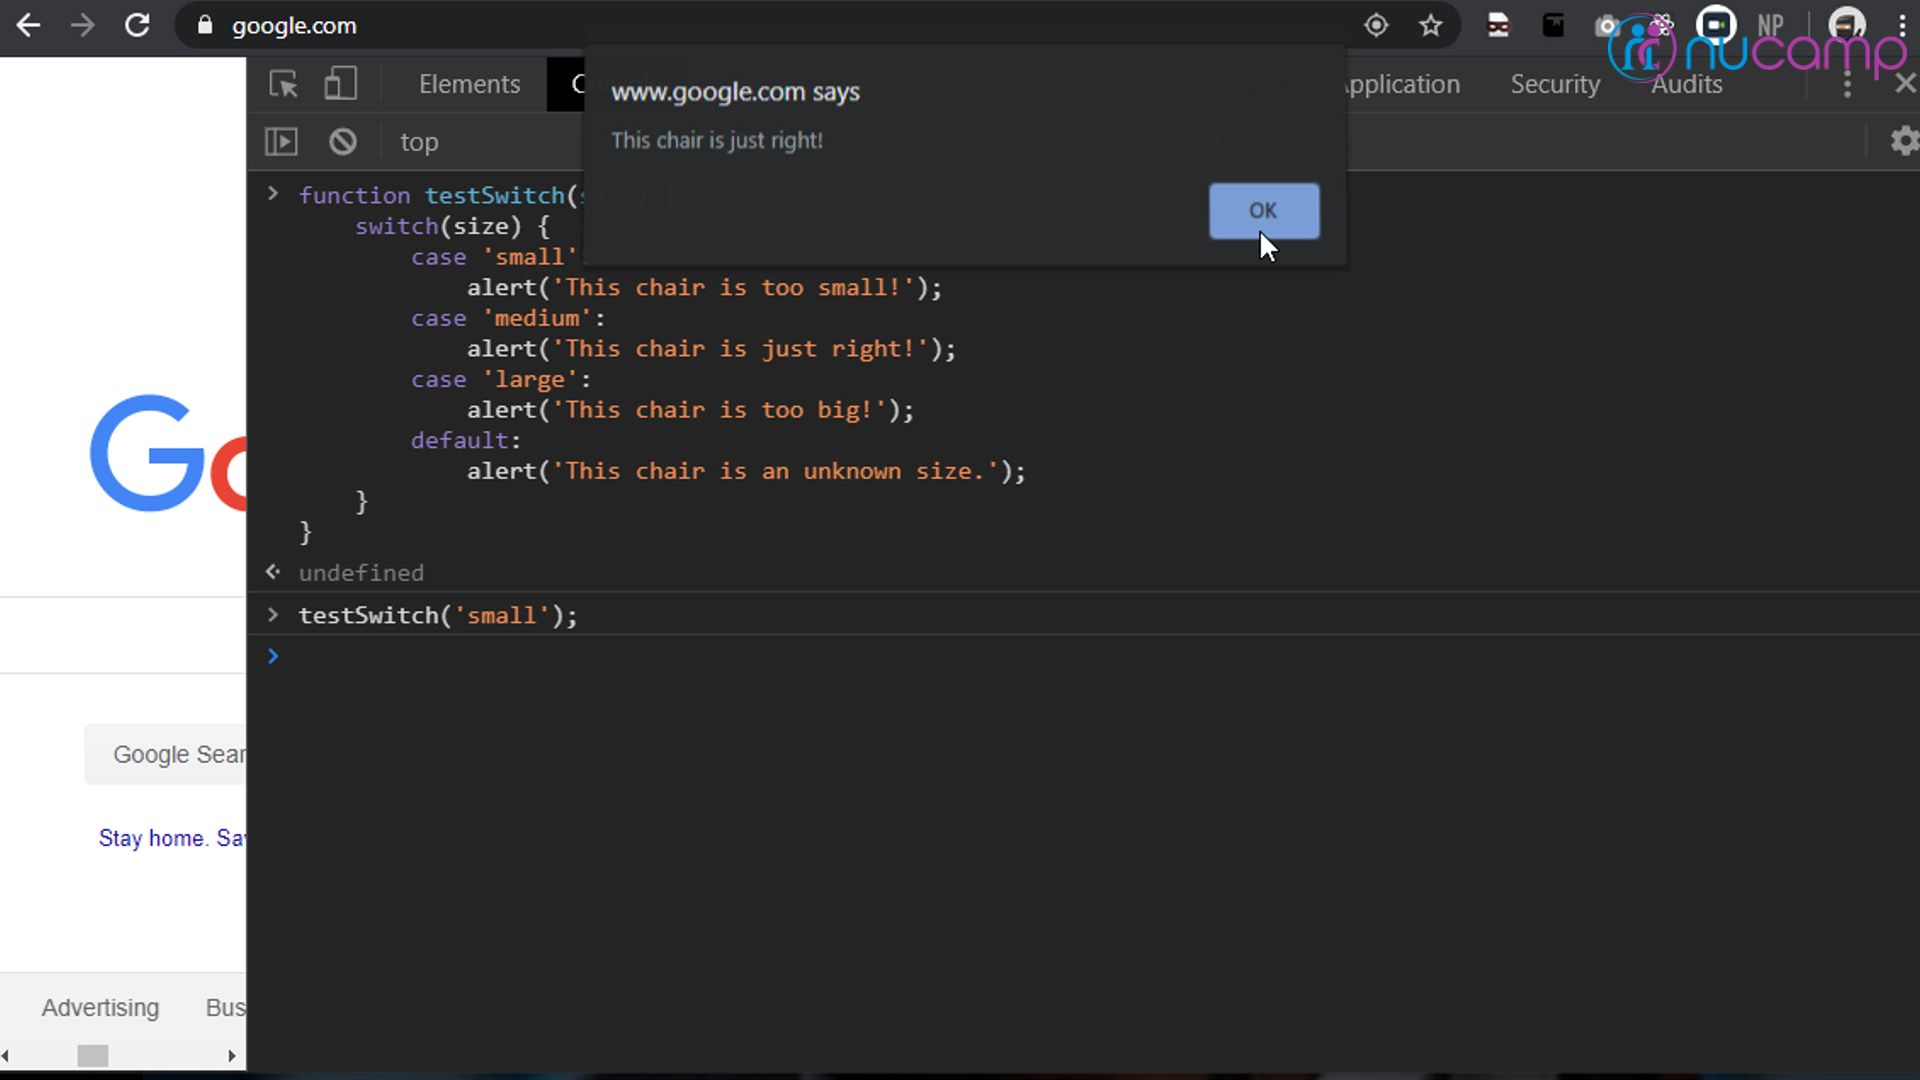 google.com
NP
nucamp
Elements
Application
Security
Audits
www.google.com says
This chair is just right!
OK
top
function testSwitch(
switch(size) {
case 'small'
alert('This chair is too small!');
case 'medium':
alert('This chair is just right!');
case 'large':
alert('This chair is too big!');
default:
alert('This chair is an unknown size.');
}
}
undefined
testSwitch('small');
Go
Google Sear
Stay home. Sav
Advertising
Bus